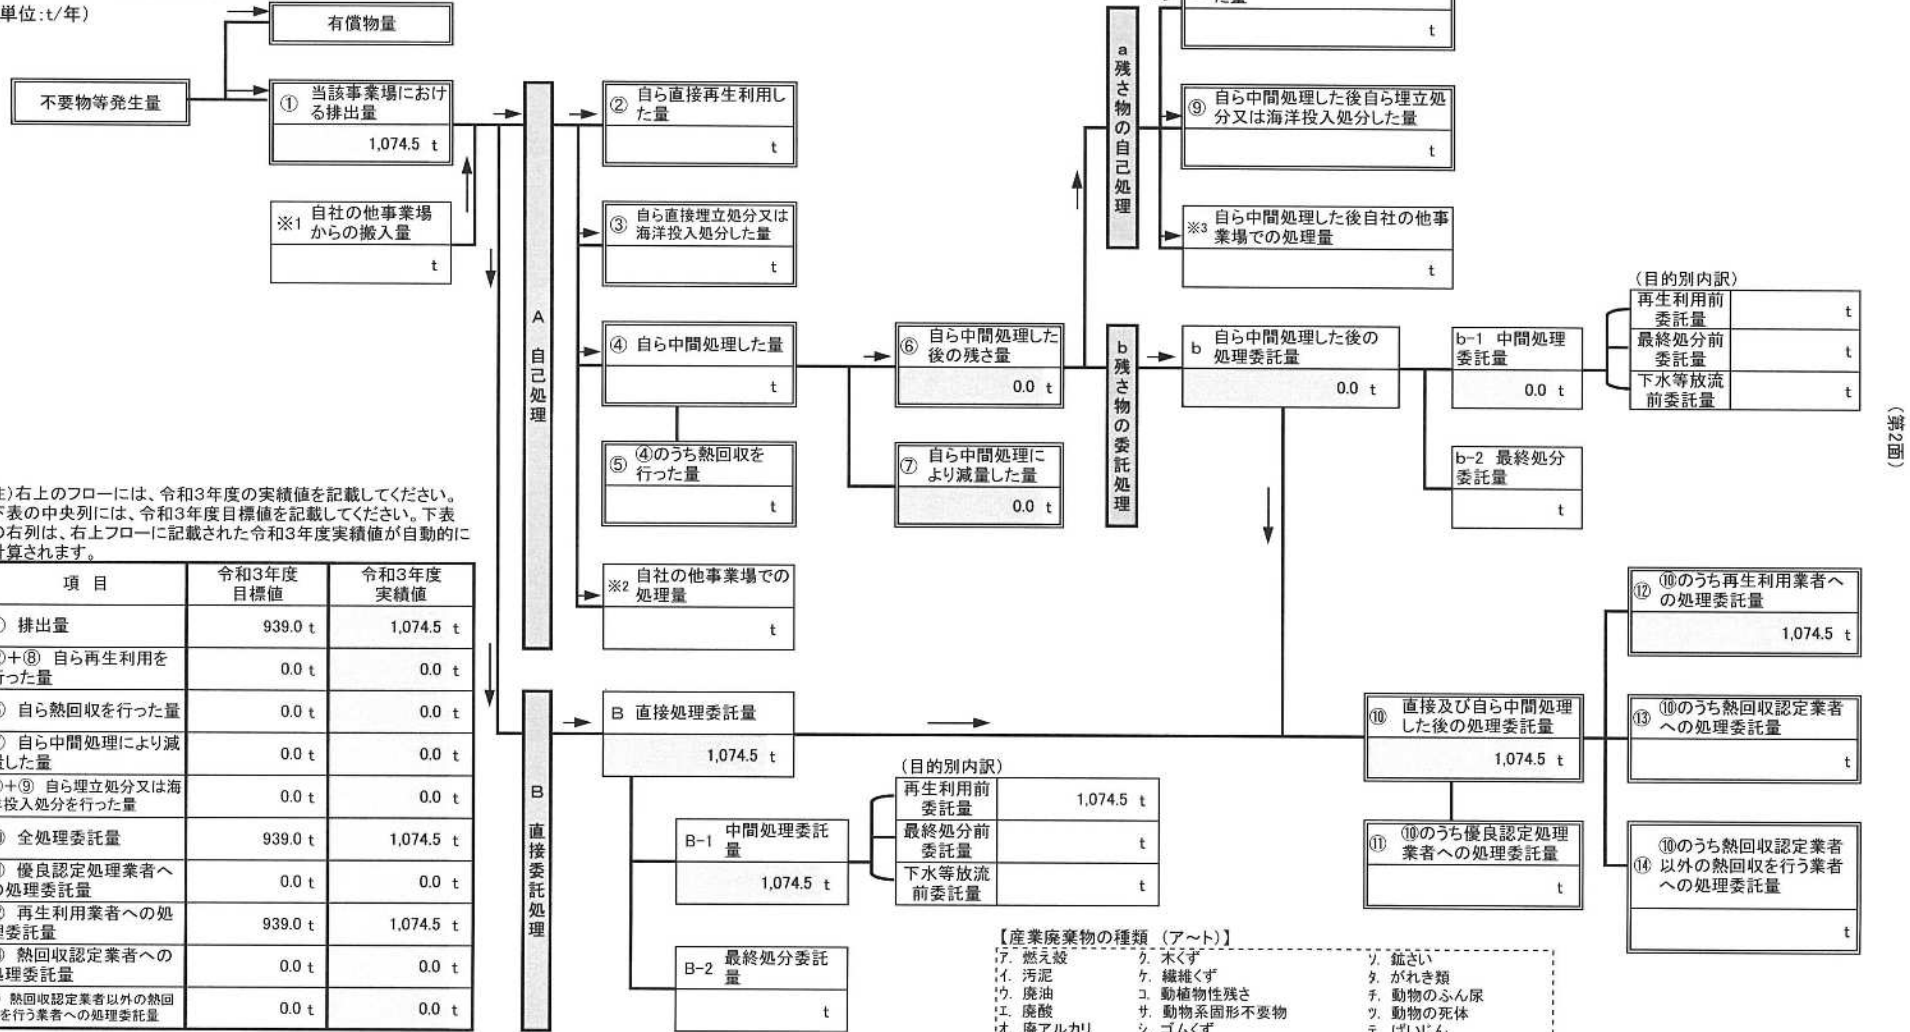 単位:t/年)
有償物量
不要物等発生量
① 当該事業場におけ
る排出量
1,074.5 t
※1 自社の他事業場
からの搬入量
t
A 自己処理
② 自ら直接再生利用し
た量
t
③ 自ら直接埋立処分又は
海洋投入処分した量
t
④ 自ら中間処理した量
t
⑤ ④のうち熱回収を
行った量
t
※2 自社の他事業場での
処理量
t
⑥ 自ら中間処理した
後の残さ量
0.0 t
⑦ 自ら中間処理に
より減量した量
0.0 t
a 残さ物の自己処理
t
⑨ 自ら中間処理した後自ら埋立処
分又は海洋投入処分した量
t
※3 自ら中間処理した後自社の他事
業場での処理量
t
b 残さ物の委託処理
b 自ら中間処理した後の
処理委託量
0.0 t
b-1 中間処理
委託量
0.0 t
(目的別内訳)
再生利用前
委託量
t
最終処分前
委託量
t
下水等放流
前委託量
t
b-2 最終処分
委託量
t
(第2面)
)右上のフローには、令和3年度の実績値を記載してください。
下表の中央列には、令和3年度目標値を記載してください。下表
の右列は、右上フローに記載された令和3年度実績値が自動的に
計算されます。
項 目
令和3年度
目標値
令和3年度
実績値
排出量 939.0 t 1,074.5 t
+⑧ 自ら再生利用を
行った量 0.0 t 0.0 t
自ら熱回収を行った量 0.0 t 0.0 t
自ら中間処理により減
量した量 0.0 t 0.0 t
+⑨ 自ら埋立処分又は海
洋投入処分を行った量 0.0 t 0.0 t
全処理委託量 939.0 t 1,074.5 t
優良認定処理業者へ
の処理委託量 0.0 t 0.0 t
再生利用業者への処
理委託量 939.0 t 1,074.5 t
熱回収認定業者への
処理委託量 0.0 t 0.0 t
熱回収認定業者以外の熱回
を行う業者への処理委託量 0.0 t 0.0 t
B 直接委託処理
B 直接処理委託量
1,074.5 t
B-1 中間処理委託
量
1,074.5 t
(目的別内訳)
再生利用前
委託量
1,074.5 t
最終処分前
委託量
t
下水等放流
前委託量
t
B-2 最終処分委託
量
t
⑩ 直接及び自ら中間処理
した後の処理委託量
1,074.5 t
⑪ ⑩のうち優良認定処理
業者への処理委託量
t
⑫ ⑩のうち再生利用業者へ
の処理委託量
1,074.5 t
⑬ ⑩のうち熱回収認定業者
への処理委託量
t
⑭ ⑩のうち熱回収認定業者
以外の熱回収を行う業者
への処理委託量
t
【産業廃棄物の種類 (ア～ト)】
ア. 燃え殻 ク. 木くず ソ. 鉱さい
イ. 汚泥 ケ. 繊維くず タ. がれき類
ウ. 廃油 コ. 動植物性残さ チ. 動物のふん尿
エ. 廃酸 サ. 動物系固形不要物 ツ. 動物の死体
オ. 廃アルカリ シ. ゴムくず テ. ばいじん